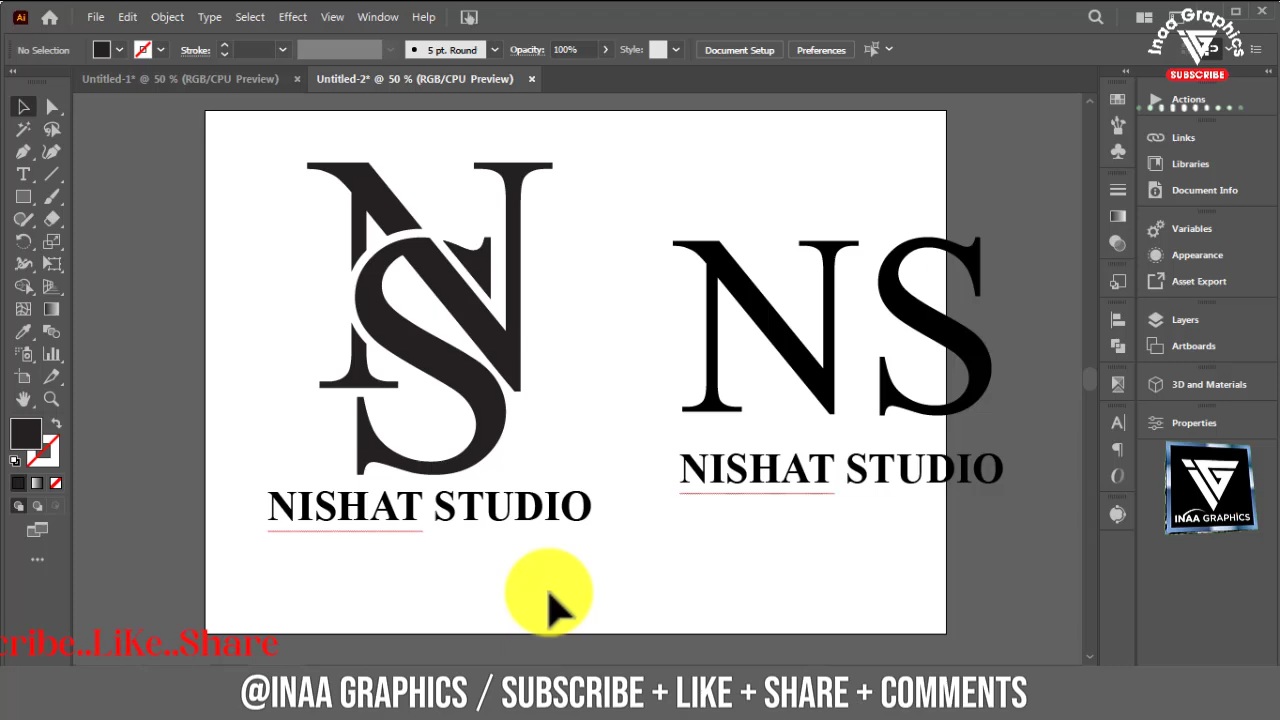 File Edit Object Type Select Effect View Window Help
Inaa Graphics
SUBSCRIBE
No Selection Stroke: 5 pt. Round Opacity: 100% Style: Document Setup Preferences
Untitled-1* @ 50 % (RGB/CPU Preview) × Untitled-2* @ 50 % (RGB/CPU Preview) ×
Actions
Links
Libraries
Document Info
Variables
Appearance
Asset Export
Layers
Artboards
3D and Materials
Properties
NS
NISHAT STUDIO
NS
NISHAT STUDIO
INAA GRAPHICS
cribe..LiKe..Share
@INAA GRAPHICS / SUBSCRIBE + LIKE + SHARE + COMMENTS